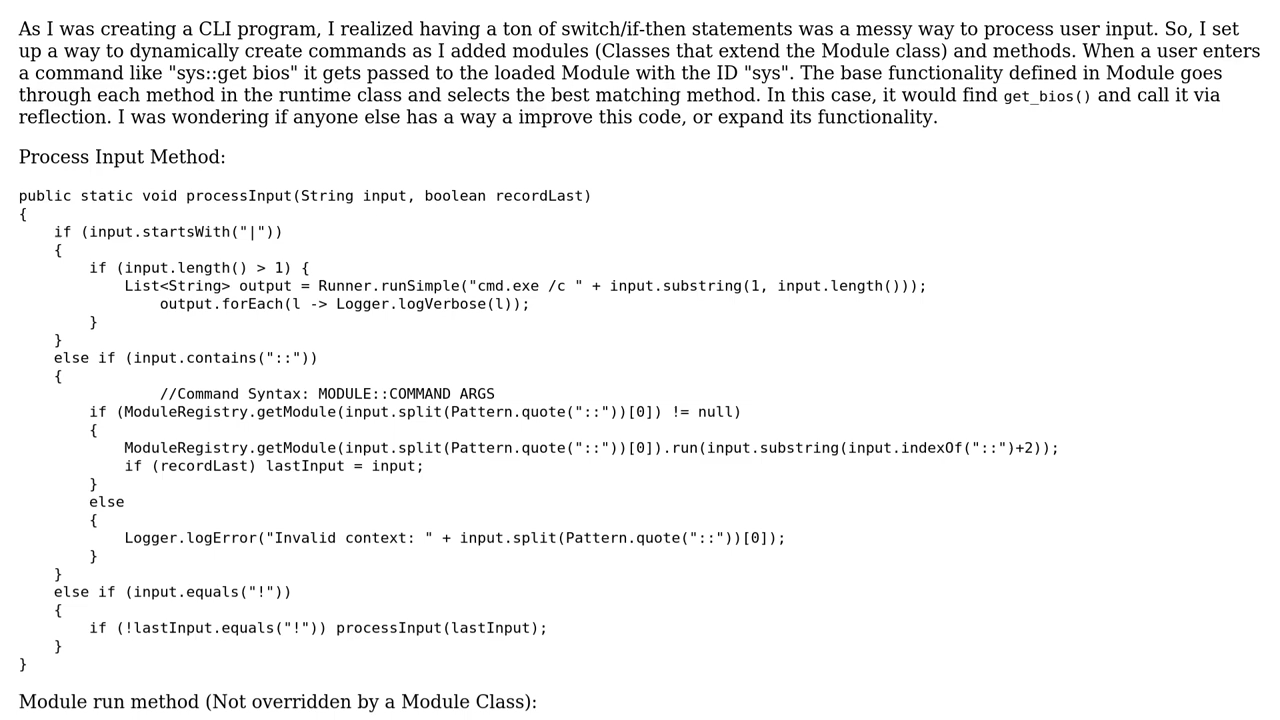 As I was creating a CLI program, I realized having a ton of switch/if-then statements was a messy way to process user input. So, I set
up a way to dynamically create commands as I added modules (Classes that extend the Module class) and methods. When a user enters
a command like "sys::get bios" it gets passed to the loaded Module with the ID "sys". The base functionality defined in Module goes
through each method in the runtime class and selects the best matching method. In this case, it would find get_bios() and call it via
reflection. I was wondering if anyone else has a way a improve this code, or expand its functionality.
Process Input Method:
public static void processInput(String input, boolean recordLast)
{
    if (input.startsWith("|"))
    {
        if (input.length() > 1) {
            List<String> output = Runner.runSimple("cmd.exe /c " + input.substring(1, input.length()));
                output.forEach(l -> Logger.logVerbose(l));
        }
    }
    else if (input.contains("::"))
    {
                //Command Syntax: MODULE::COMMAND ARGS
        if (ModuleRegistry.getModule(input.split(Pattern.quote("::"))[0]) != null)
        {
            ModuleRegistry.getModule(input.split(Pattern.quote("::"))[0]).run(input.substring(input.indexOf("::")+2));
            if (recordLast) lastInput = input;
        }
        else
        {
            Logger.logError("Invalid context: " + input.split(Pattern.quote("::"))[0]);
        }
    }
    else if (input.equals("!"))
    {
        if (!lastInput.equals("!")) processInput(lastInput);
    }
}
Module run method (Not overridden by a Module Class):